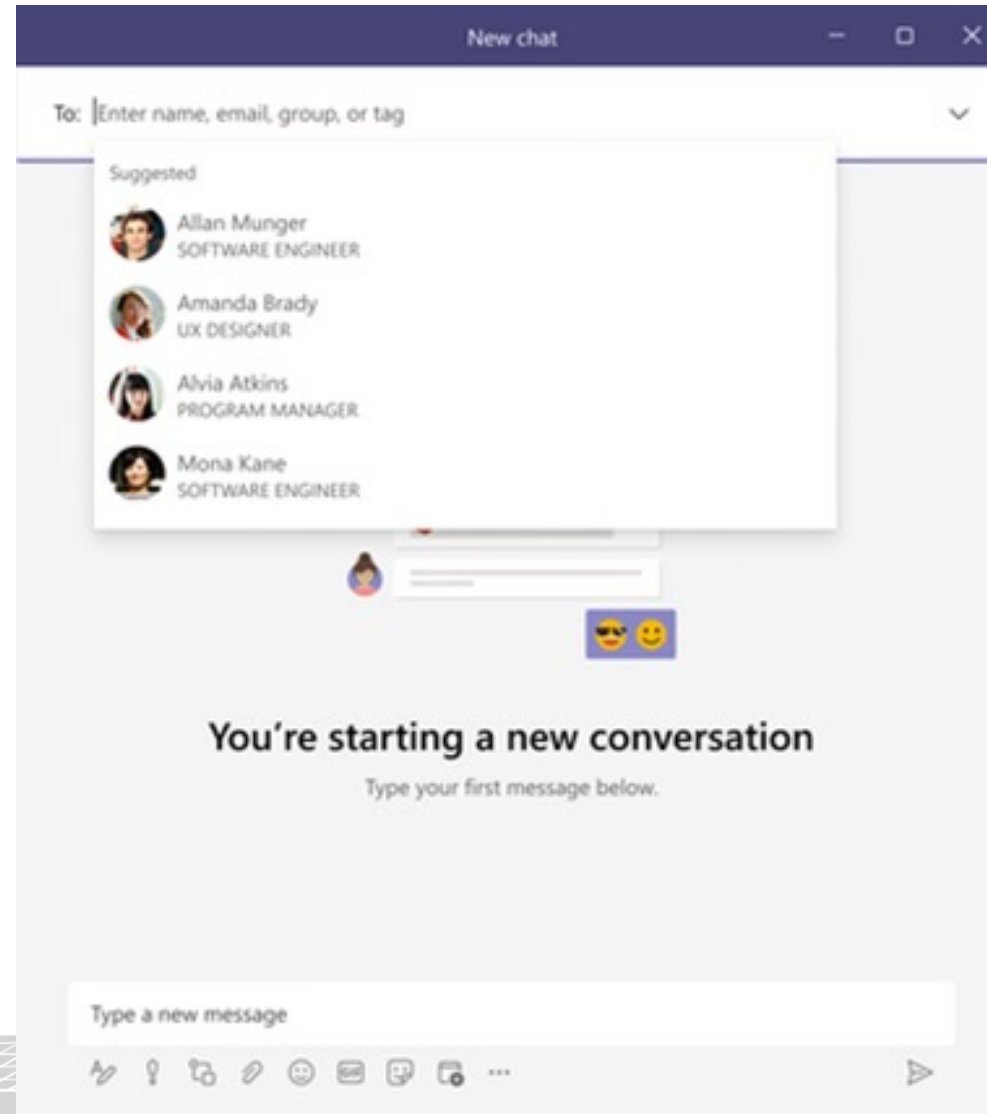 New chat
To: Enter name, email, group, or tag
Suggested
Allan Munger
SOFTWARE ENGINEER
Amanda Brady
UX DESIGNER
Alvia Atkins
PROGRAM MANAGER
Mona Kane
SOFTWARE ENGINEER
You're starting a new conversation
Type your first message below.
Type a new message
GIF